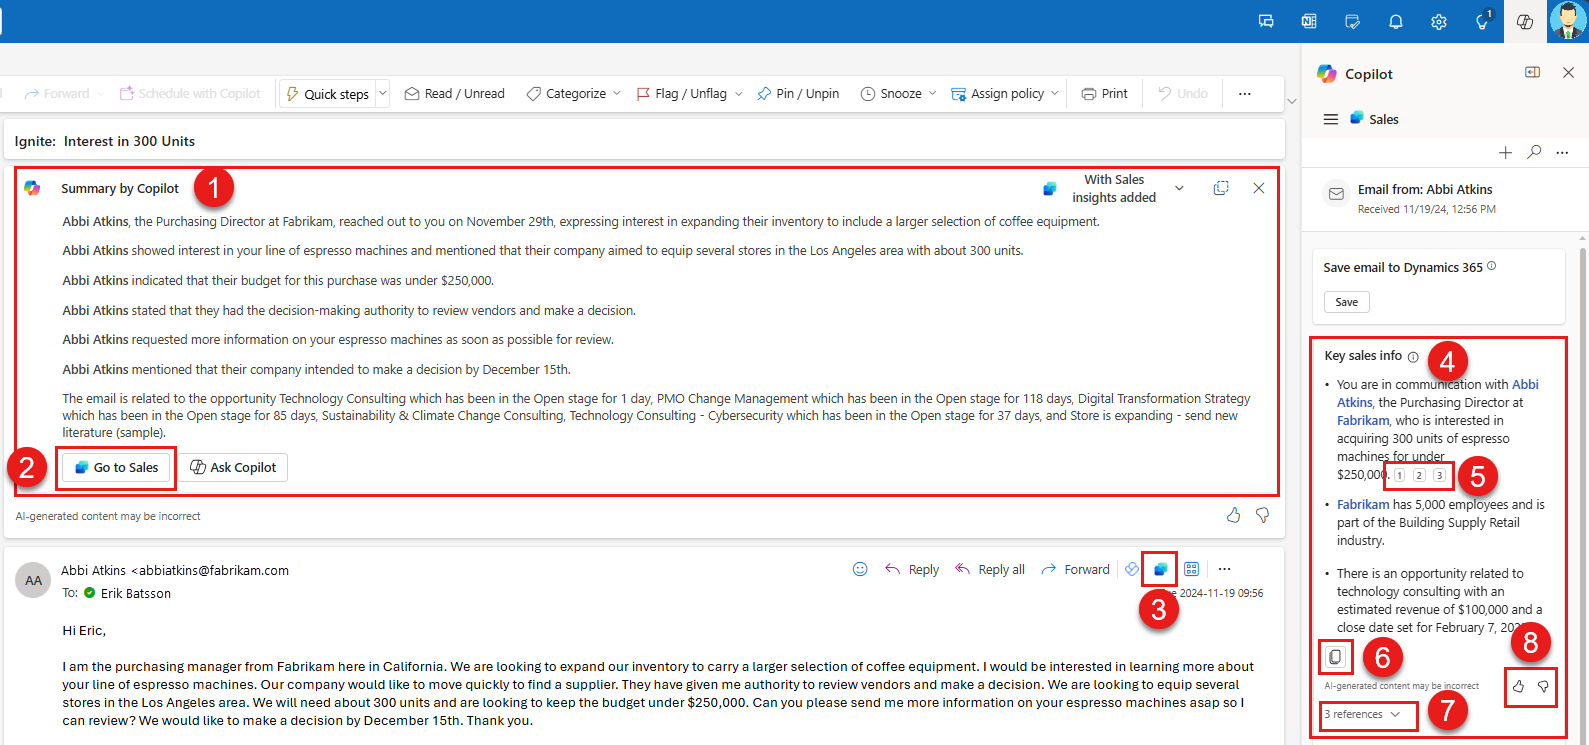 1
Forward
Schedule with Copilot
Quick steps
Read / Unread
Categorize
Flag / Unflag
Pin / Unpin
Snooze
Assign policy
Print
Undo
Ignite: Interest in 300 Units
Summary by Copilot
1
With Sales
insights added
Abbi Atkins, the Purchasing Director at Fabrikam, reached out to you on November 29th, expressing interest in expanding their inventory to include a larger selection of coffee equipment.
Abbi Atkins showed interest in your line of espresso machines and mentioned that their company aimed to equip several stores in the Los Angeles area with about 300 units.
Abbi Atkins indicated that their budget for this purchase was under $250,000.
Abbi Atkins stated that they had the decision-making authority to review vendors and make a decision.
Abbi Atkins requested more information on your espresso machines as soon as possible for review.
Abbi Atkins mentioned that their company intended to make a decision by December 15th.
The email is related to the opportunity Technology Consulting which has been in the Open stage for 1 day, PMO Change Management which has been in the Open stage for 118 days, Digital Transformation Strategy
which has been in the Open stage for 85 days, Sustainability & Climate Change Consulting, Technology Consulting - Cybersecurity which has been in the Open stage for 37 days, and Store is expanding - send new
literature (sample).
2
Go to Sales
Ask Copilot
AI-generated content may be incorrect
AA
Abbi Atkins <abbiatkins@fabrikam.com
To: Erik Batsson
Reply
Reply all
Forward
3
2024-11-19 09:56
Hi Eric,
I am the purchasing manager from Fabrikam here in California. We are looking to expand our inventory to carry a larger selection of coffee equipment. I would be interested in learning more about
your line of espresso machines. Our company would like to move quickly to find a supplier. They have given me authority to review vendors and make a decision. We are looking to equip several
stores in the Los Angeles area. We will need about 300 units and are looking to keep the budget under $250,000. Can you please send me more information on your espresso machines asap so I
can review? We would like to make a decision by December 15th. Thank you.
Copilot
Sales
Email from: Abbi Atkins
Received 11/19/24, 12:56 PM
Save email to Dynamics 365
Save
Key sales info
4
• You are in communication with Abbi
Atkins, the Purchasing Director at
Fabrikam, who is interested in
acquiring 300 units of espresso
machines for under
$250,000. 1 2 3
5
• Fabrikam has 5,000 employees and is
part of the Building Supply Retail
industry.
• There is an opportunity related to
technology consulting with an
estimated revenue of $100,000 and a
close date set for February 7,
6
8
AI-generated content may be incorrect
3 references
7